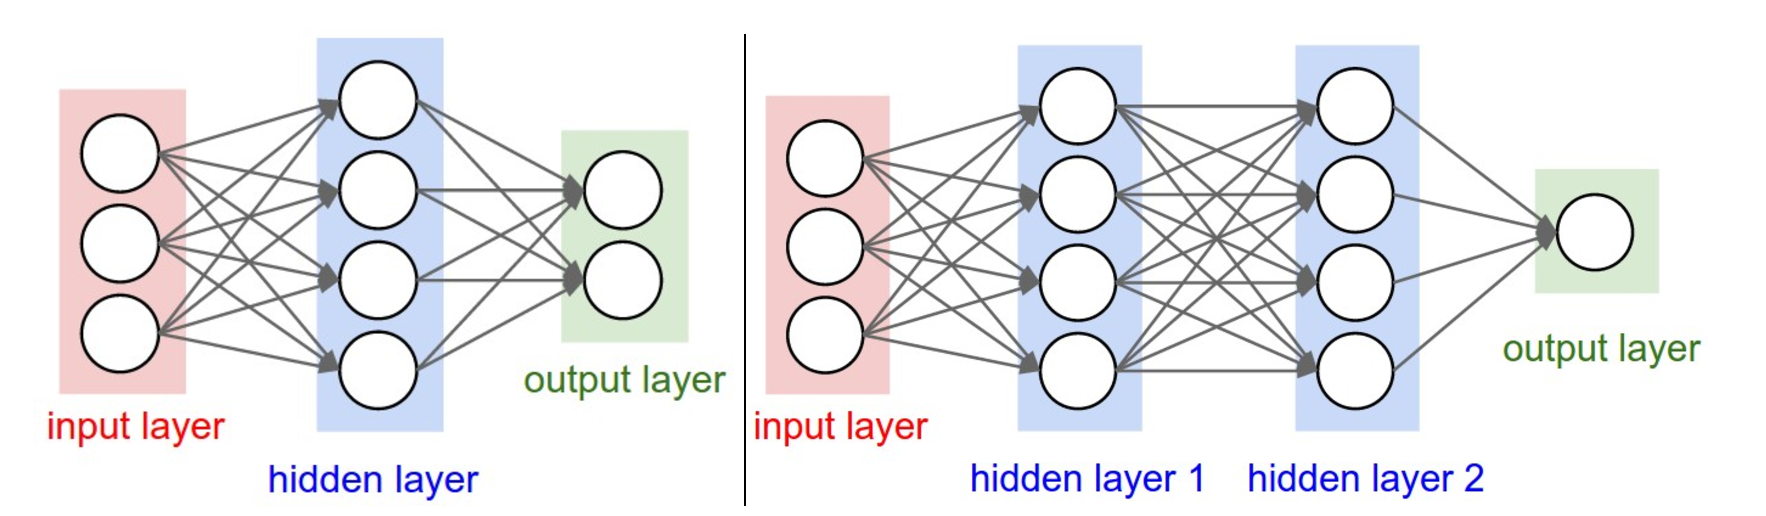 input layer
hidden layer
output layer
input layer
hidden layer 1
hidden layer 2
output layer